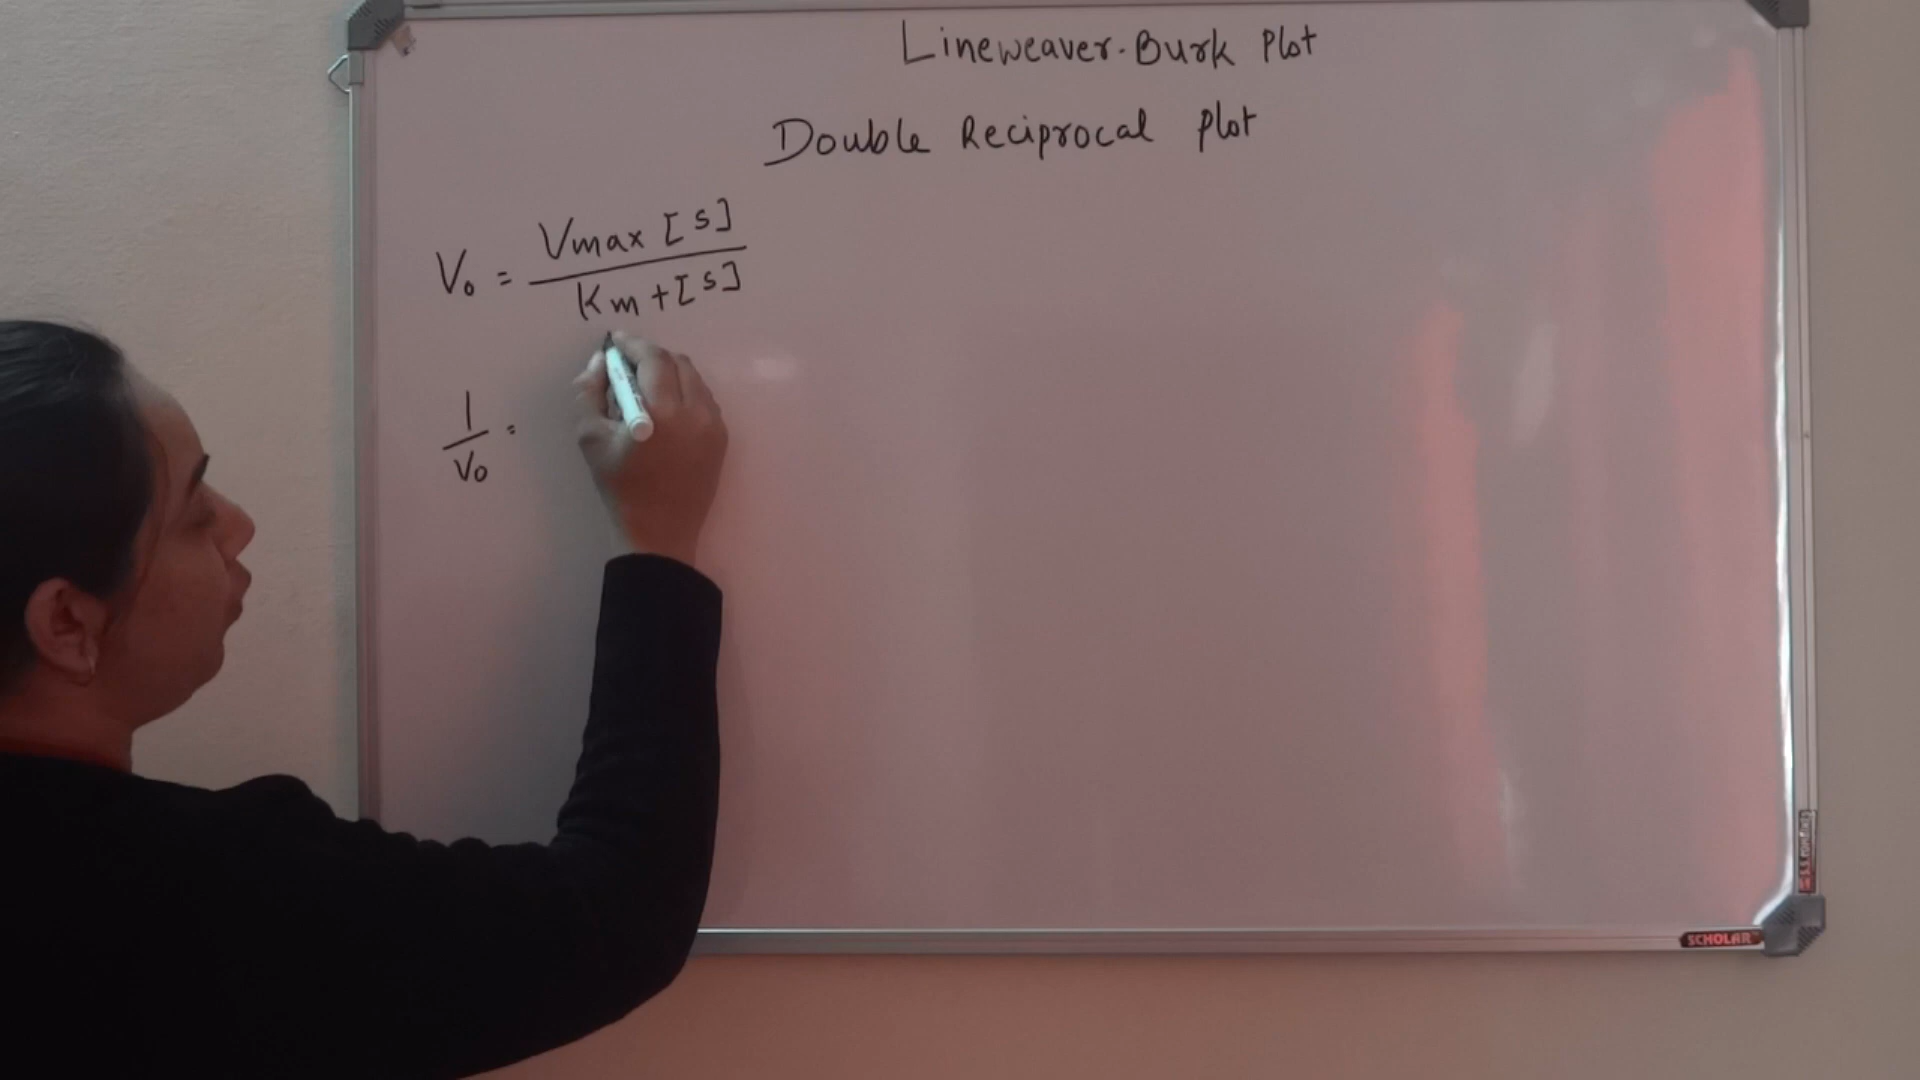 Lineweaver-Burk Plot
Double Reciprocal Plot
V₀ = Vmax [S] / Km + [S]
1 / V₀ =
SCHOLAR